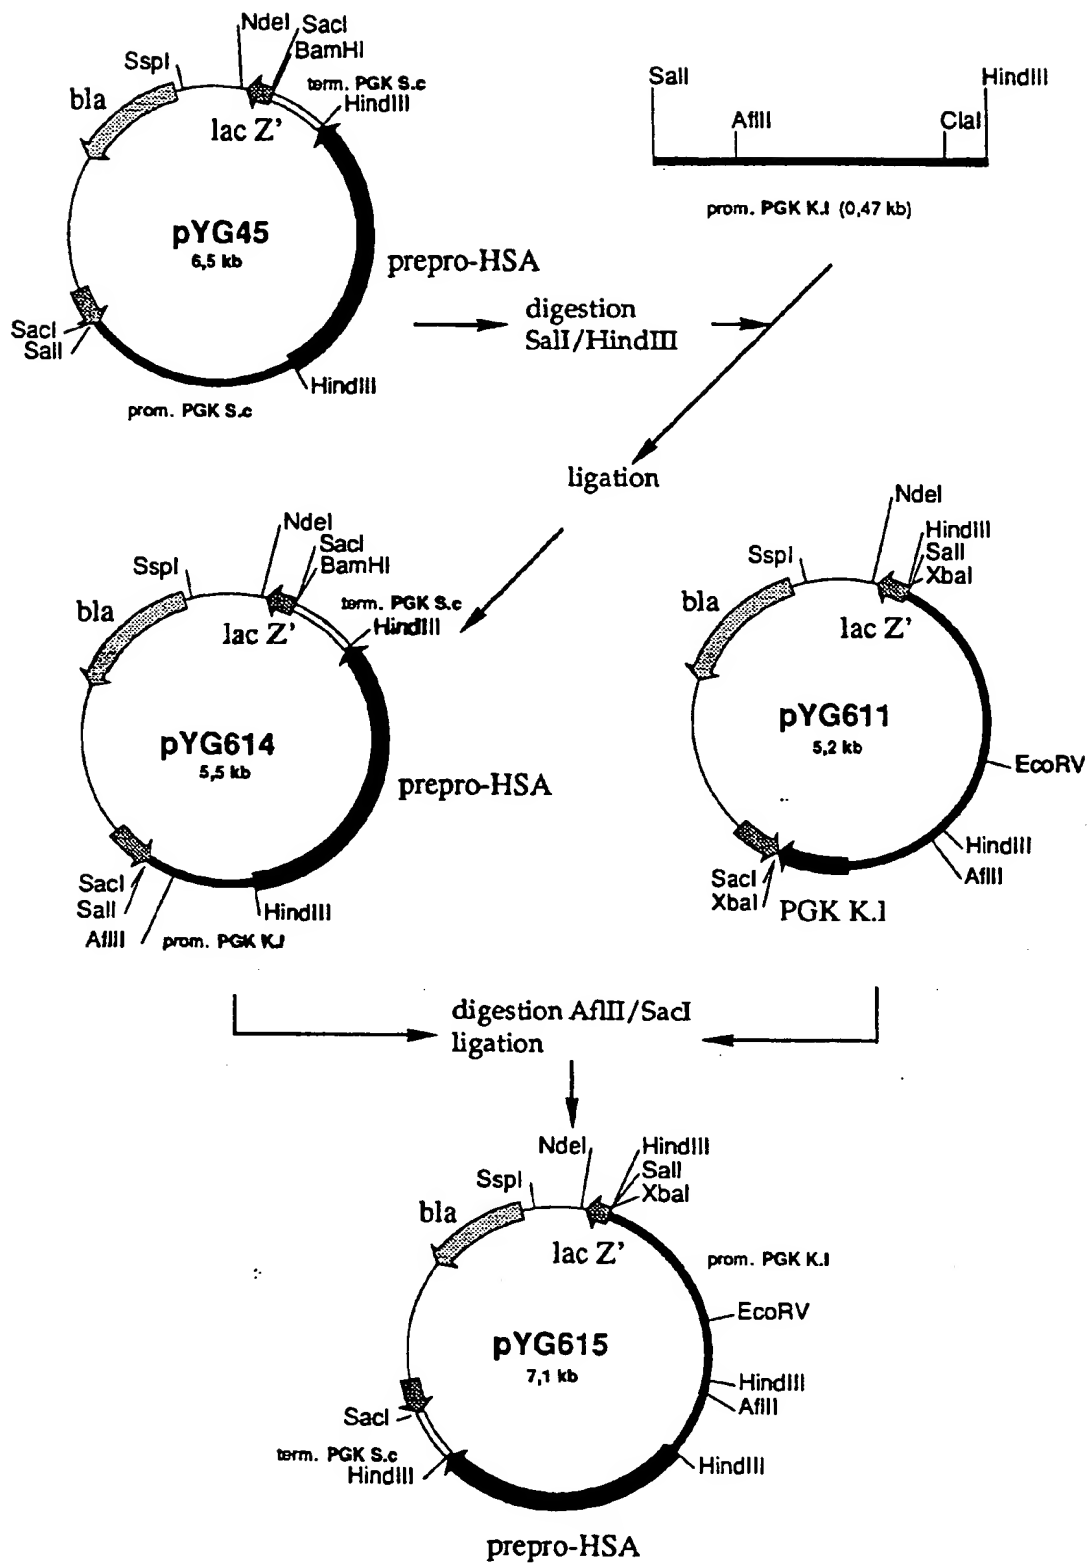 NdeI
SacI
BamHI
SspI
term. PGK S.c
HindIII
bla
lac Z'
pYG45
6,5 kb
prepro-HSA
SacI
SalI
HindIII
prom. PGK S.c
SalI
HindIII
AflII
ClaI
prom. PGK K.l (0,47 kb)
digestion
SalI/HindIII
ligation
NdeI
SacI
BamHI
SspI
term. PGK S.c
HindIII
bla
lac Z'
pYG614
5,5 kb
prepro-HSA
SacI
SalI
AflII
HindIII
prom. PGK K.l
NdeI
HindIII
SalI
XbaI
SspI
bla
lac Z'
pYG611
5,2 kb
EcoRV
HindIII
AflII
SacI
XbaI
PGK K.l
digestion AflII/SacI
ligation
NdeI
HindIII
SalI
XbaI
SspI
bla
lac Z'
prom. PGK K.l
EcoRV
pYG615
7,1 kb
HindIII
AflII
SacI
term. PGK S.c
HindIII
HindIII
prepro-HSA